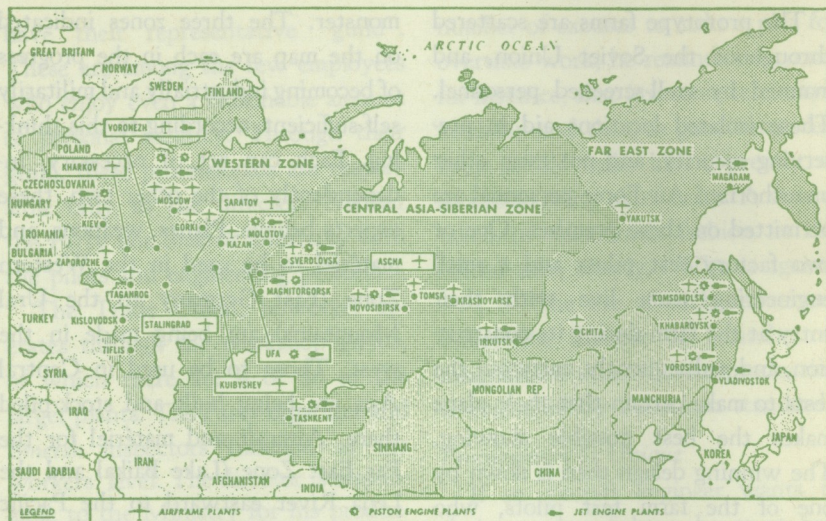 ARCTIC OCEAN
GREAT BRITAIN
NORWAY
SWEDEN
FINLAND
FAR EAST ZONE
VORONEZH
POLAND
KHARKOV
WESTERN ZONE
MAGADAM
CZECHOSLOVAKIA
MOSCOW
SARATOV
CENTRAL ASIA-SIBERIAN ZONE
HUNGARY
YAKUTSK
KIEV
GORKI
MOLBTOV
ROMANIA
KAZAN
BULGARIA
ZAPOROZHE
SVERDLOVSK
ASCHA
TAGANROG
MAGNITORGORSK
TOMSK
KRASNOYARSK
KOMSOMOLSK
KISLOVODSK
NOVOSIBIRSK
TURKEY
STALINGRAD
KHABAROVSK
CHITA
TIFLIS
UFA
IRKUTSK
VOROSHILOV
SYRIA
KUIBYSHEV
MONGOLIAN REP.
VLADIVOSTOK
MANCHURIA
IRAQ
TASHKENT
SINKIANG
JAPAN
IRAN
KOREA
SAUDI ARABIA
AFGHANISTAN
CHINA
INDIA
LEGEND
AIRFRAME PLANTS
PISTON ENGINE PLANTS
JET ENGINE PLANTS